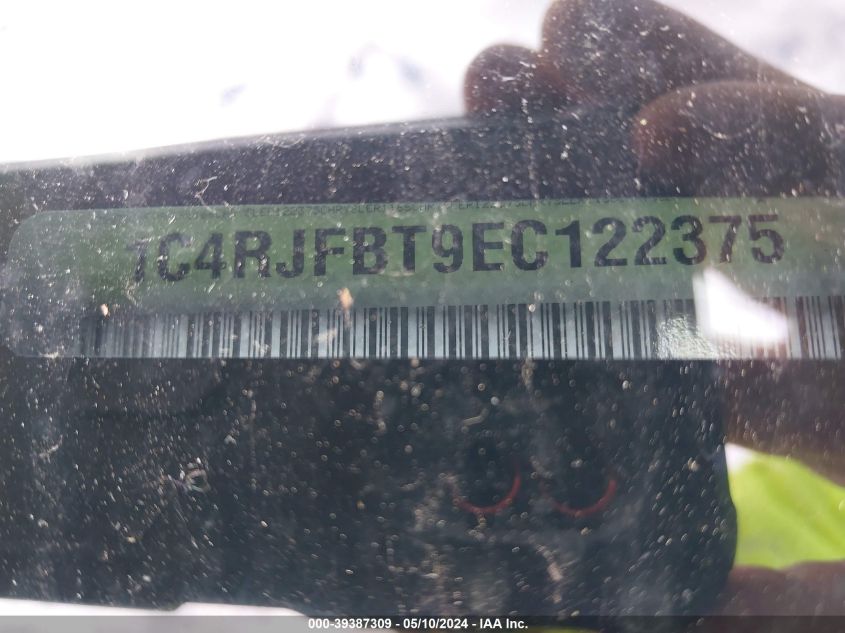 1C4RJFBT9EC122375
000-39387309 - 05/10/2024 - IAA Inc.